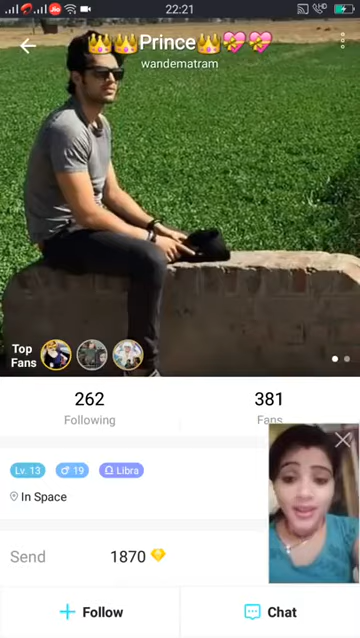 22:21
Jio
👑👑Prince👑💝💝
wandematram
Top
Fans
262
381
Following
Fans
Lv. 13
♂ 19
♎ Libra
In Space
Send
1870
+ Follow
Chat